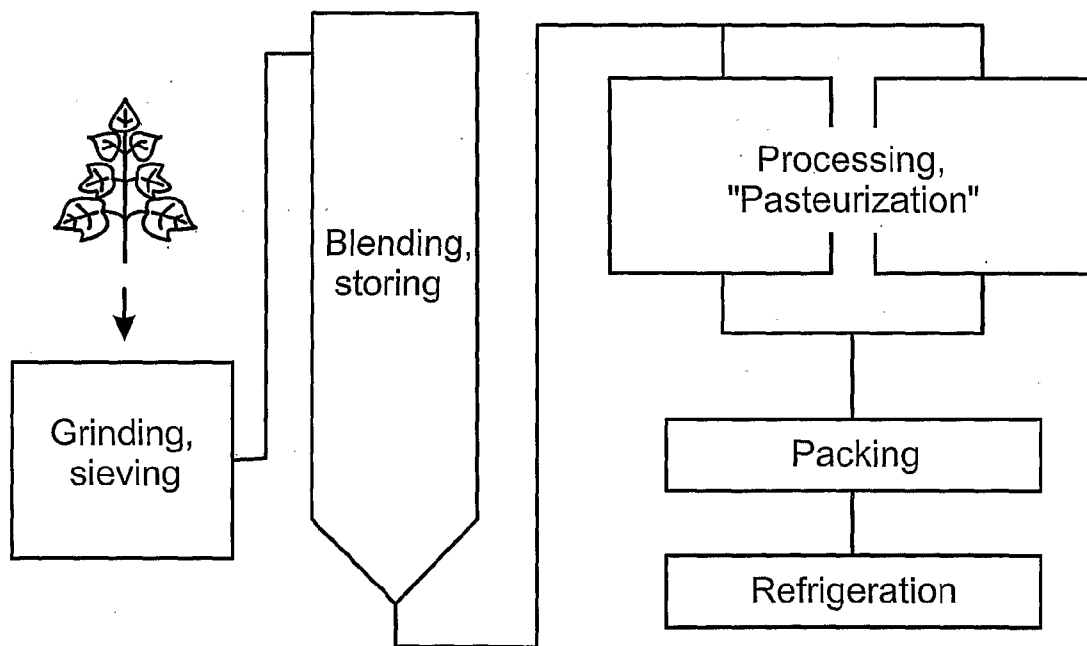 Grinding,
sieving
Blending,
storing
Processing,
"Pasteurization"
Packing
Refrigeration